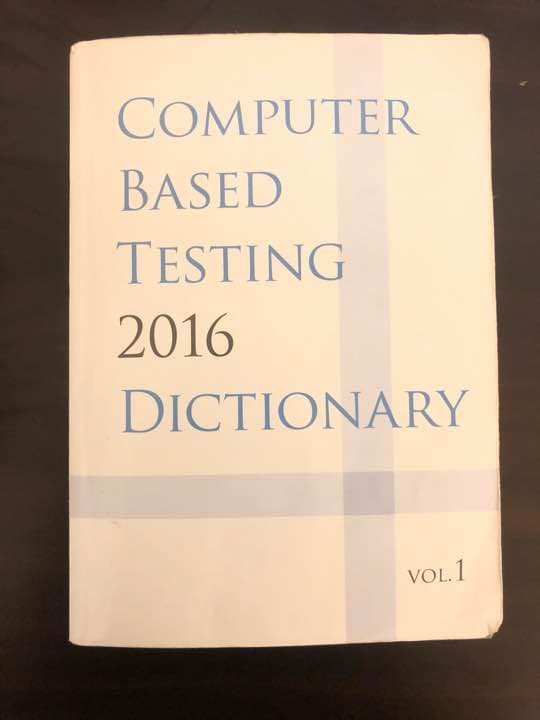 COMPUTER
BASED
TESTING
2016
DICTIONARY
VOL.1